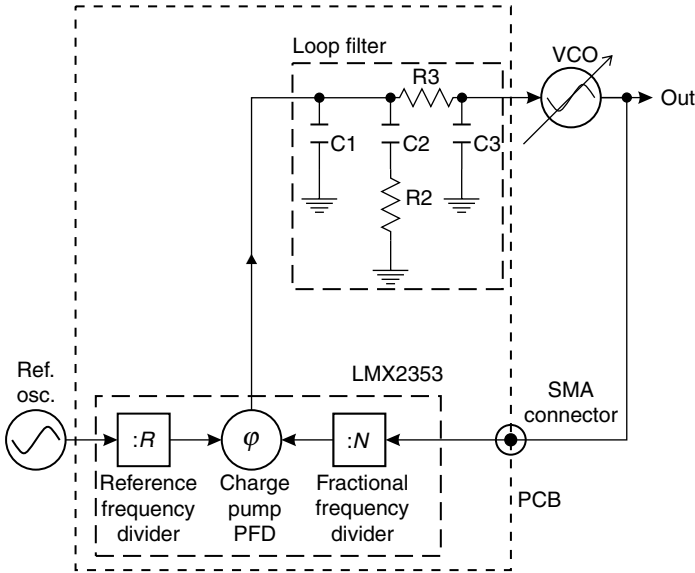 Loop filter
VCO
R3
Out
C1
C2
C3
R2
LMX2353
Ref.
osc.
SMA
connector
:R
φ
:N
Reference
frequency
divider
Charge
pump
PFD
Fractional
frequency
divider
PCB